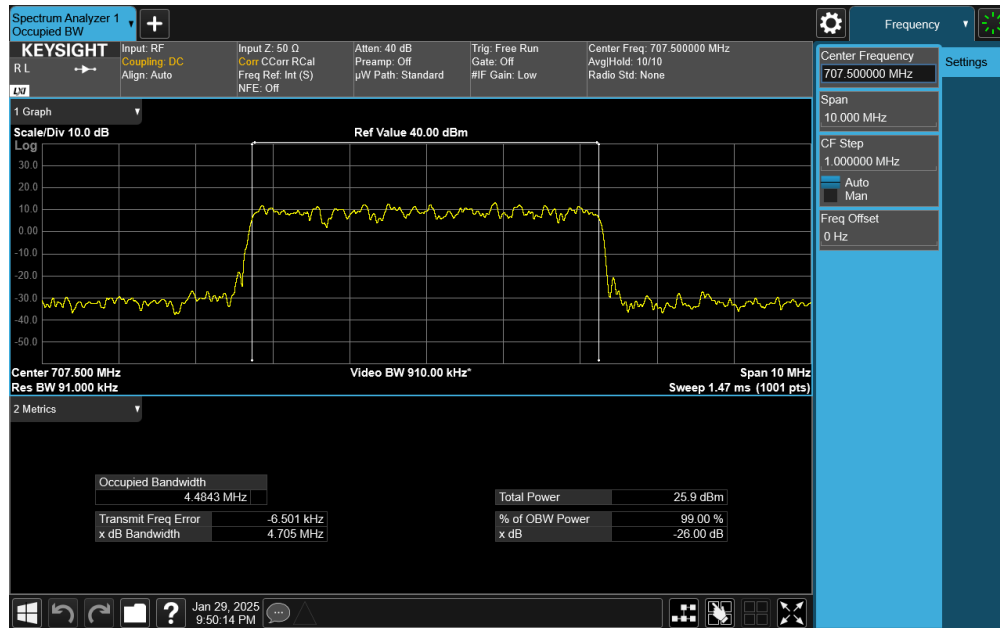 Spectrum Analyzer 1
Occupied BW
Frequency
KEYSIGHT
R L
LXI
Input: RF
Coupling: DC
Align: Auto
Input Z: 50 Ω
Corr CCorr RCal
Freq Ref: Int (S)
NFE: Off
Atten: 40 dB
Preamp: Off
µW Path: Standard
Trig: Free Run
Gate: Off
#IF Gain: Low
Center Freq: 707.500000 MHz
Avg|Hold: 10/10
Radio Std: None
Center Frequency
707.500000 MHz
Settings
Span
10.000 MHz
CF Step
1.000000 MHz
Auto
Man
Freq Offset
0 Hz
1 Graph
Scale/Div 10.0 dB
Ref Value 40.00 dBm
Log
30.0
20.0
10.0
0.00
-10.0
-20.0
-30.0
-40.0
-50.0
Center 707.500 MHz
Video BW 910.00 kHz*
Span 10 MHz
Res BW 91.000 kHz
Sweep 1.47 ms (1001 pts)
2 Metrics
Occupied Bandwidth
4.4843 MHz
Total Power 25.9 dBm
Transmit Freq Error -6.501 kHz
% of OBW Power 99.00 %
x dB Bandwidth 4.705 MHz
x dB -26.00 dB
?
Jan 29, 2025
9:50:14 PM